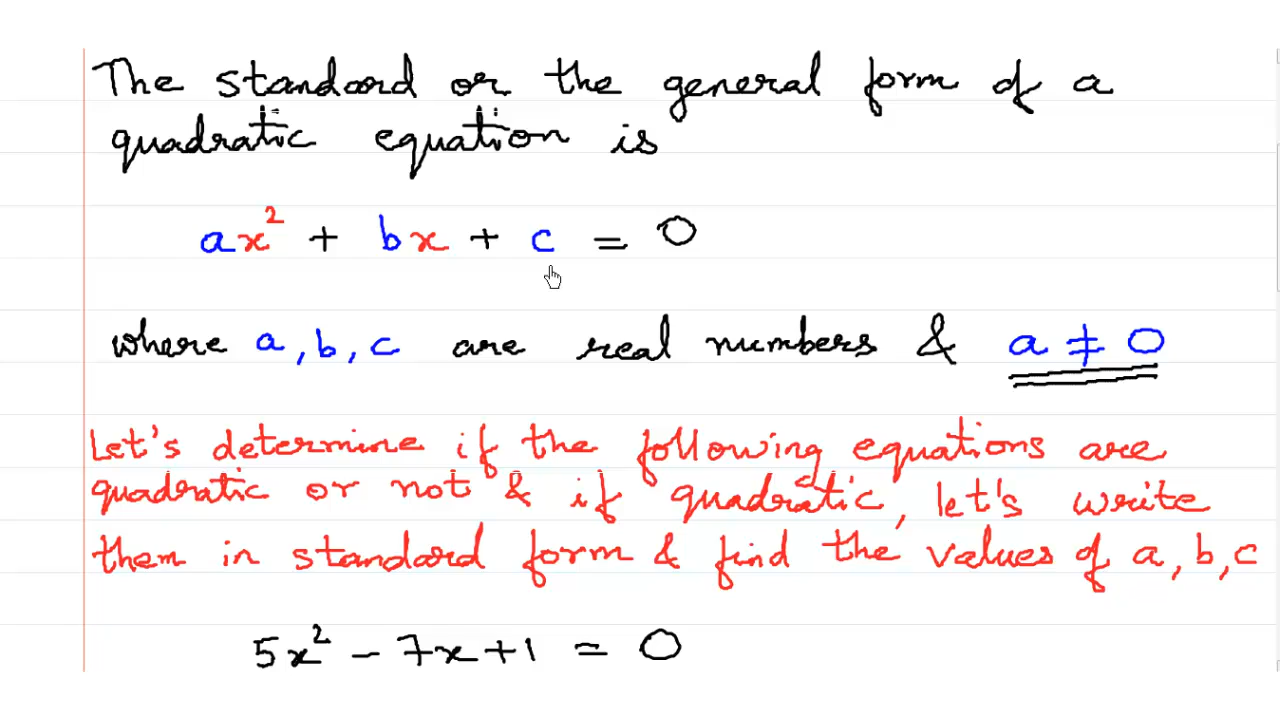 The standard or the general form of a
quadratic equation is
ax² + bx + c = 0
where a, b, c are real numbers & a ≠ 0
Let's determine if the following equations are
quadratic or not & if quadratic, let's write
them in standard form & find the values of a, b, c
5x² - 7x + 1 = 0